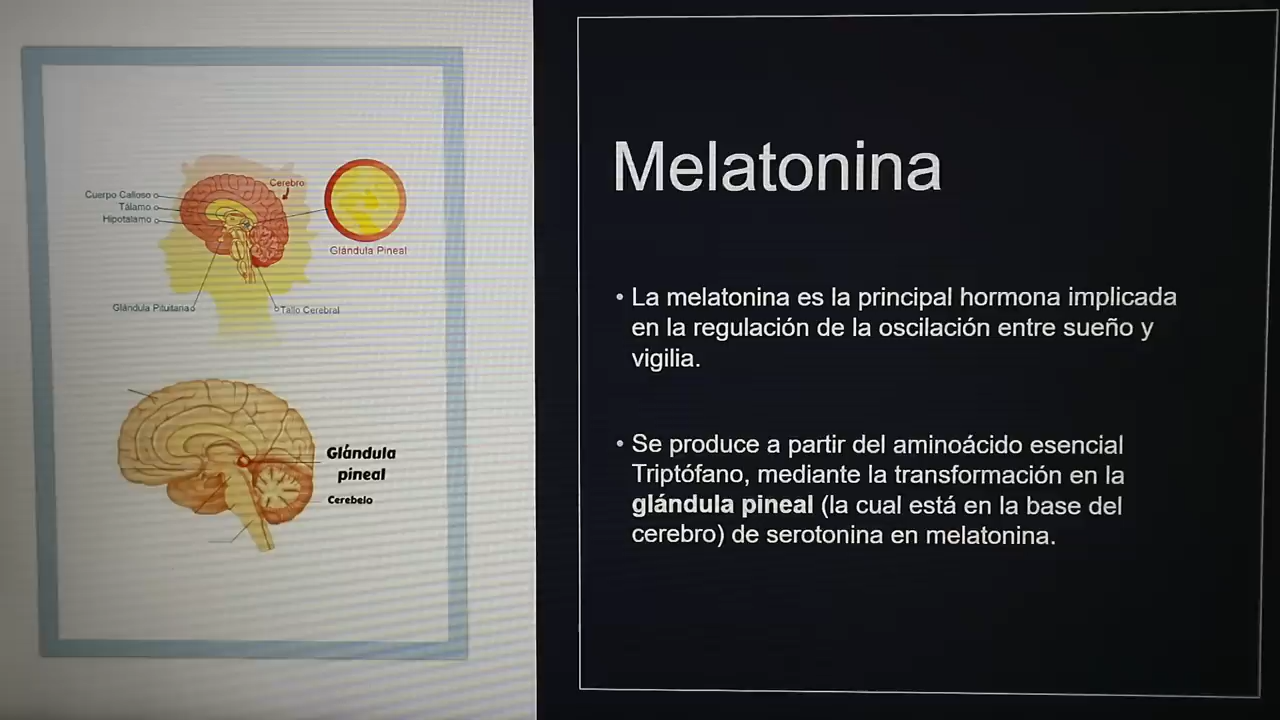 Cuerpo Calloso
Tálamo
Hipotalamo
Cerebro
Glándula Pineal
Glándula Pituitaria
Tallo Cerebral
Glándula
pineal
Cerebelo
Melatonina
• La melatonina es la principal hormona implicada
en la regulación de la oscilación entre sueño y
vigilia.
• Se produce a partir del aminoácido esencial
Triptófano, mediante la transformación en la
glándula pineal (la cual está en la base del
cerebro) de serotonina en melatonina.